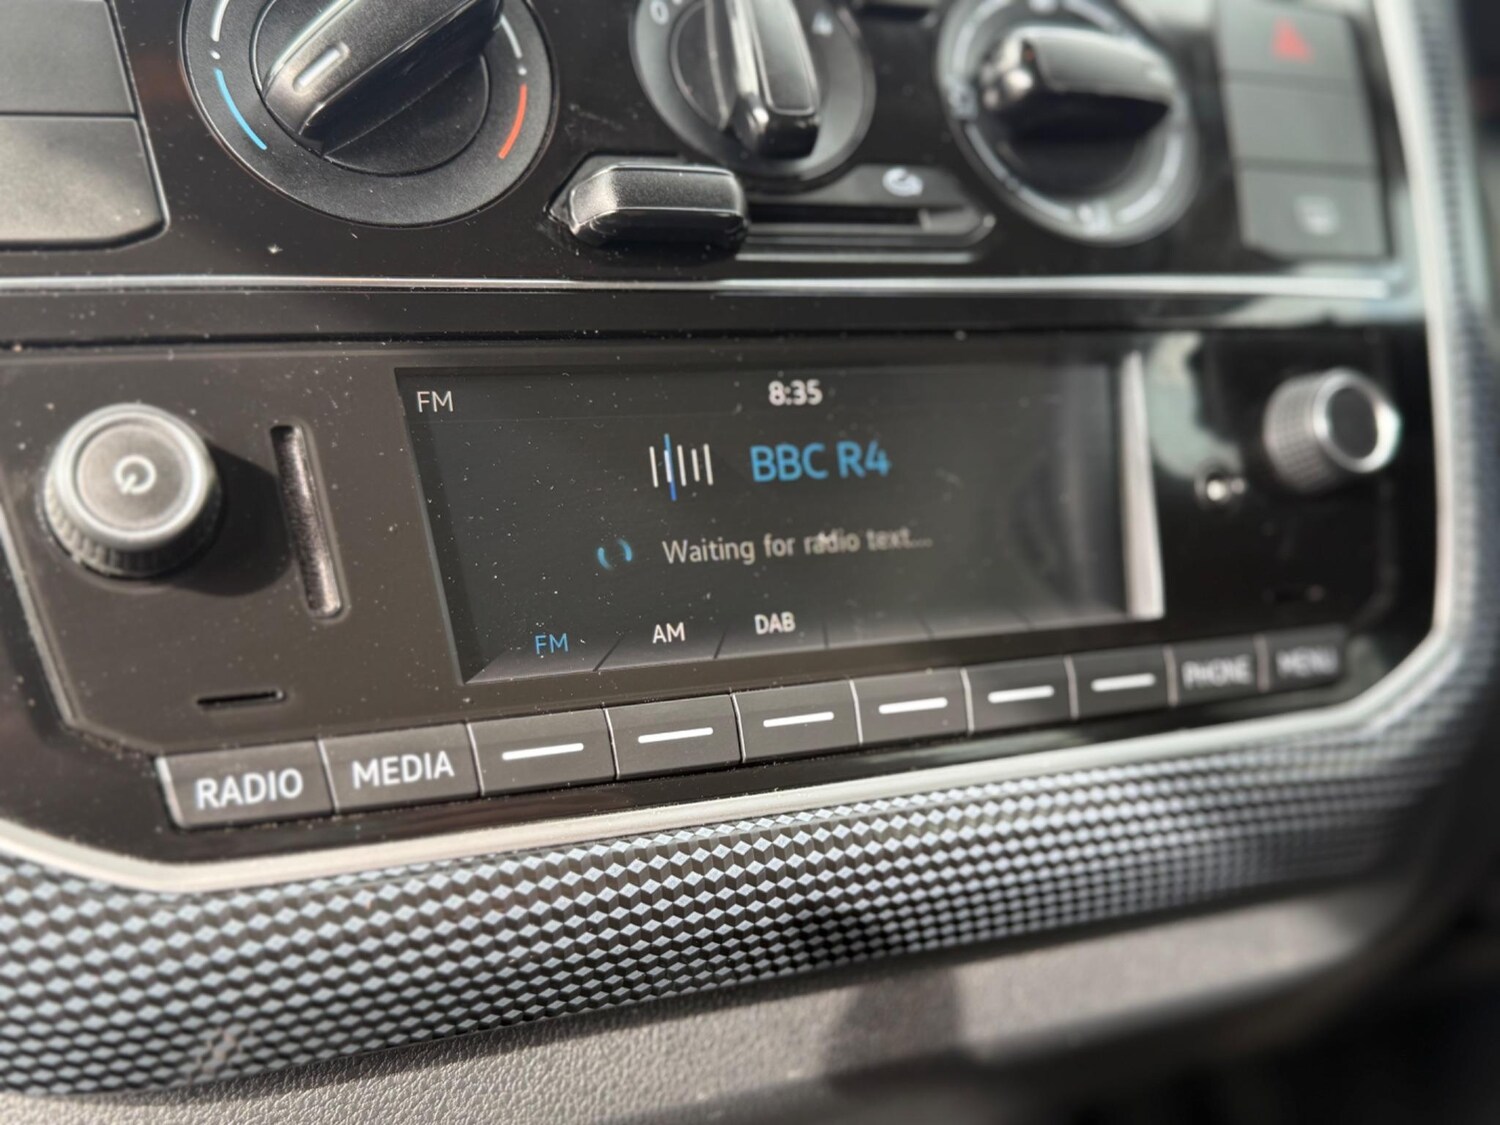 FM
8:35
BBC R4
Waiting for radio text...
FM AM DAB
RADIO MEDIA PHONE MENU